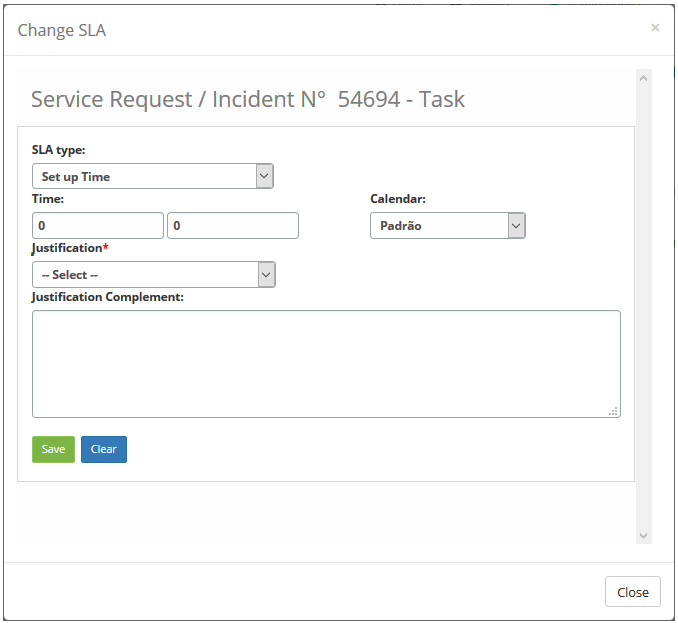 Change SLA ×
Service Request / Incident N° 54694 - Task
SLA type:
Set up Time
Time: Calendar:
0 0 Padrão
Justification*
-- Select --
Justification Complement:
Save Clear
Close